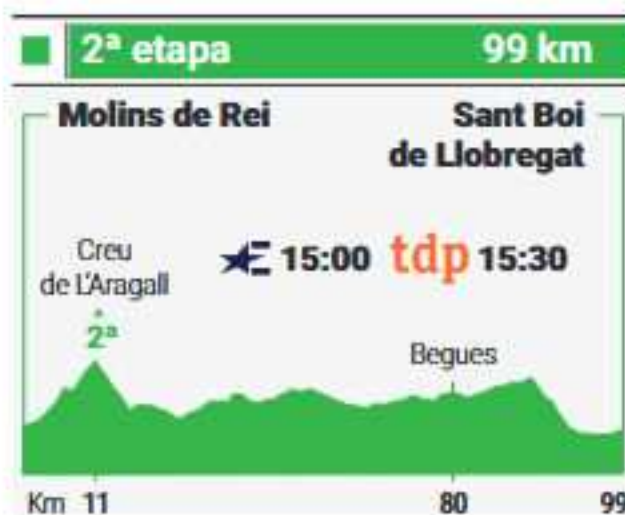 2ª etapa 99 km
Molins de Rei
Sant Boi
de Llobregat
Creu
de L'Aragall
2ª
15:00 tdp 15:30
Begues
Km 11 80 99